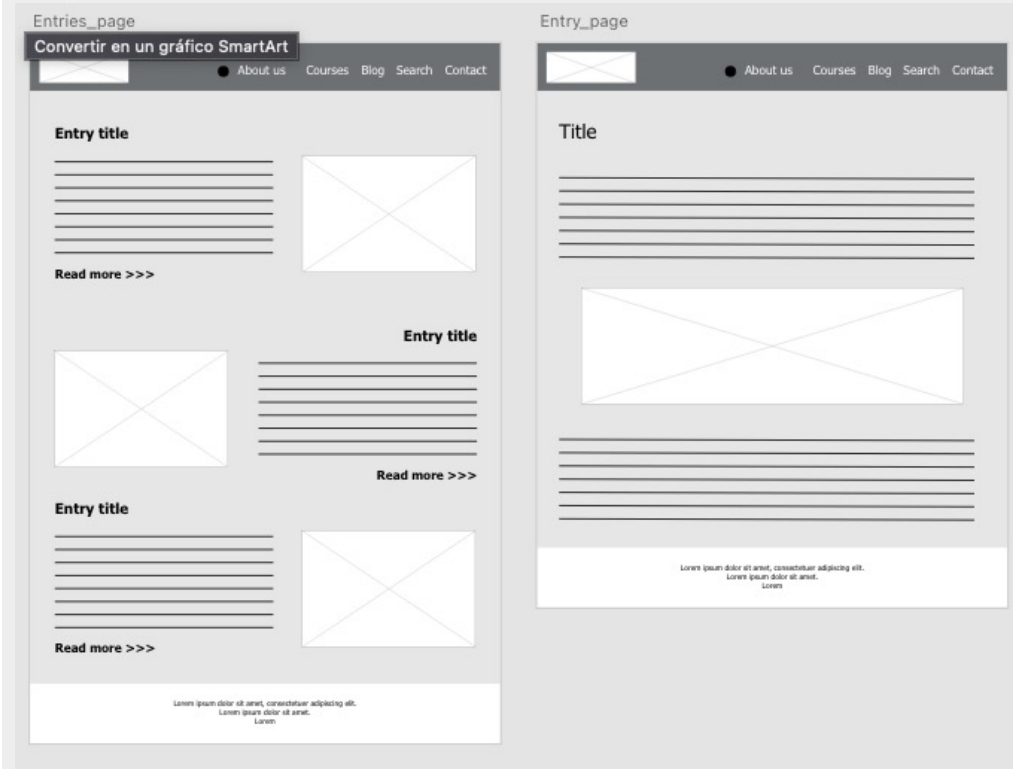 Entries_page
Convertir en un gráfico SmartArt
About us Courses Blog Search Contact
Entry title
Read more >>>
Entry title
Read more >>>
Entry title
Read more >>>
Lorem ipsum dolor sit amet, consectetuer adipiscing elit.
Lorem ipsum dolor sit amet.
Lorem
Entry_page
About us Courses Blog Search Contact
Title
Lorem ipsum dolor sit amet, consectetuer adipiscing elit.
Lorem ipsum dolor sit amet.
Lorem